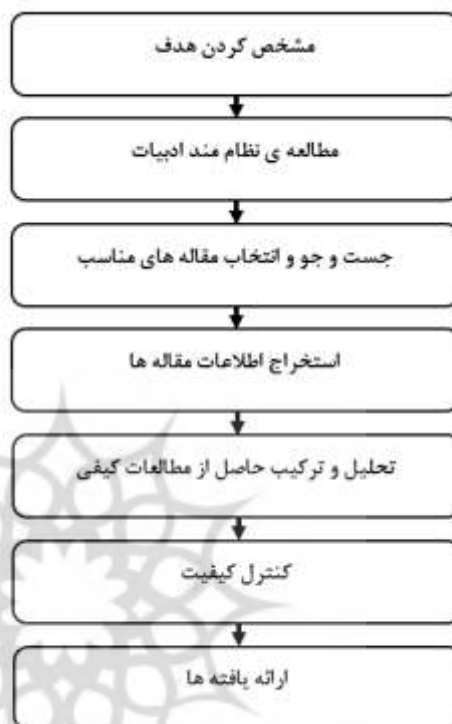 مشخص کردن هدف
مطالعه ی نظام مند ادبیات
جست و جو و انتخاب مقاله های مناسب
استخراج اطلاعات مقاله ها
تحلیل و ترکیب حاصل از مطالعات کیفی
کنترل کیفیت
ارائه یافته ها